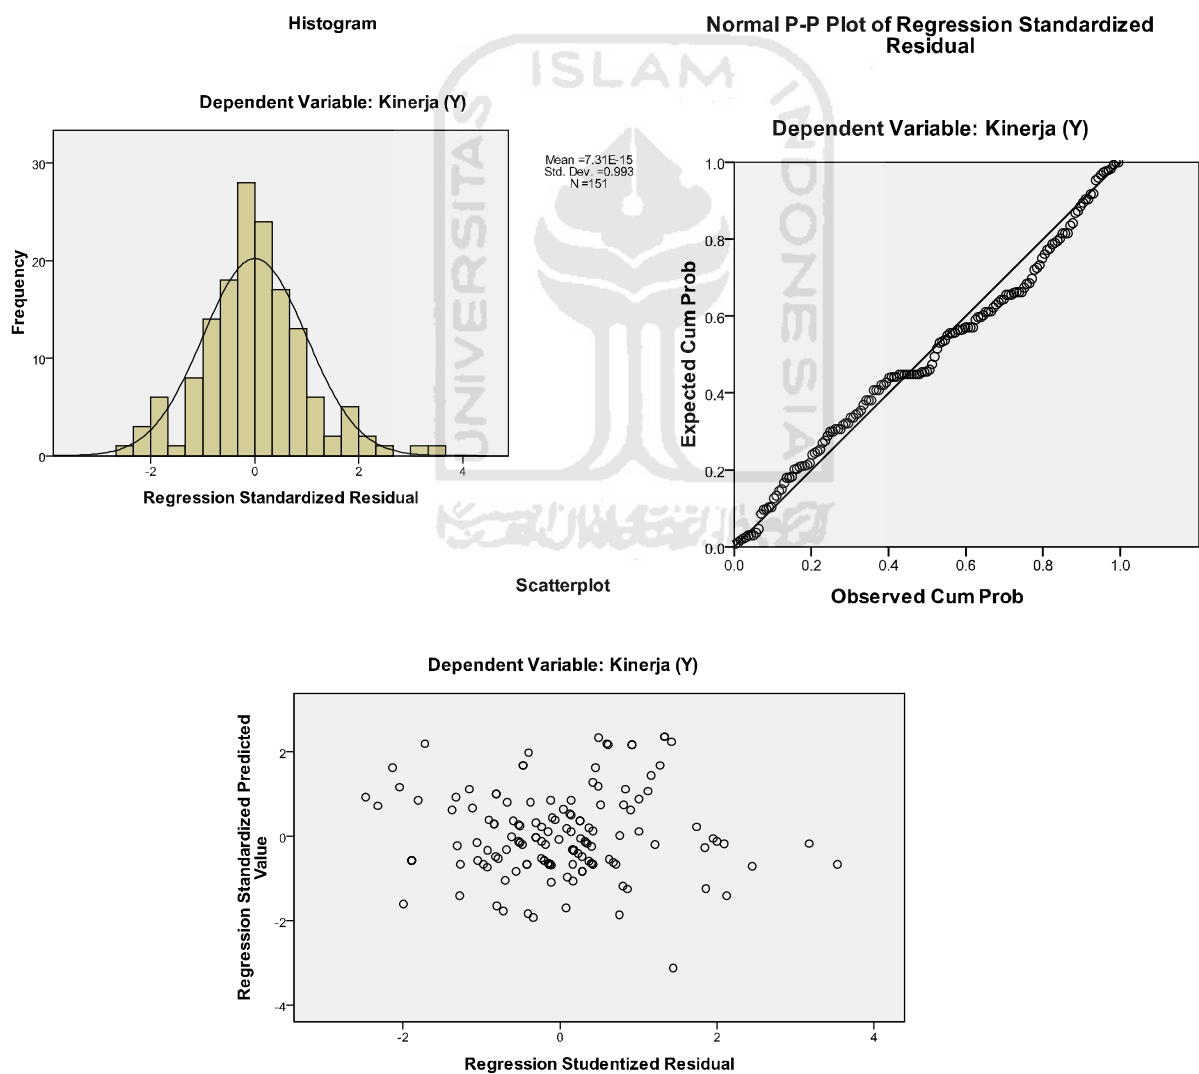 Histogram
Dependent Variable: Kinerja (Y)
Mean =7.31E-15
Std. Dev. =0.993
N =151
Frequency
30
20
10
0
-2 0 2 4
Regression Standardized Residual
Normal P-P Plot of Regression Standardized
Residual
Dependent Variable: Kinerja (Y)
Expected Cum Prob
1.0
0.8
0.6
0.4
0.2
0.0
0.0 0.2 0.4 0.6 0.8 1.0
Observed Cum Prob
UNIVERSITAS
ISLAM
INDONESIA
Scatterplot
Dependent Variable: Kinerja (Y)
Regression Standardized Predicted
Value
2
0
-2
-4
-2 0 2 4
Regression Studentized Residual